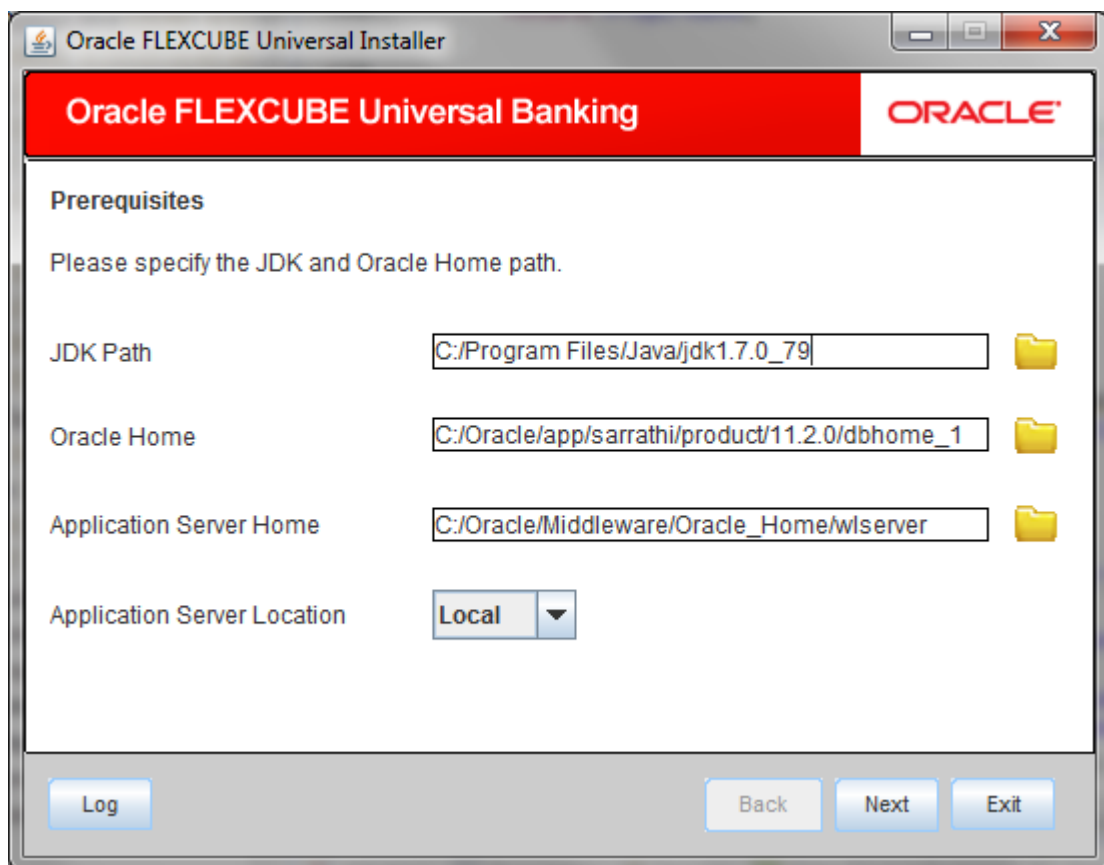 Oracle FLEXCUBE Universal Installer
Oracle FLEXCUBE Universal Banking
ORACLE
Prerequisites
Please specify the JDK and Oracle Home path.
JDK Path C:/Program Files/Java/jdk1.7.0_79
Oracle Home C:/Oracle/app/sarrathi/product/11.2.0/dbhome_1
Application Server Home C:/Oracle/Middleware/Oracle_Home/wlserver
Application Server Location Local
Log Back Next Exit